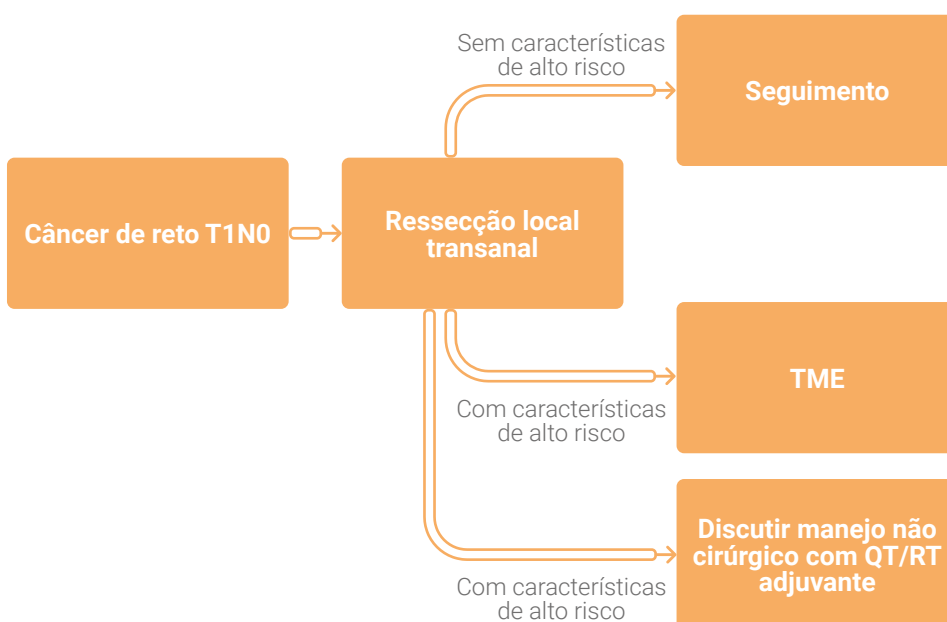 Sem características
de alto risco
Seguimento
Câncer de reto T1N0
Ressecção local
transanal
TME
Com características
de alto risco
Discutir manejo não
cirúrgico com QT/RT
adjuvante
Com características
de alto risco